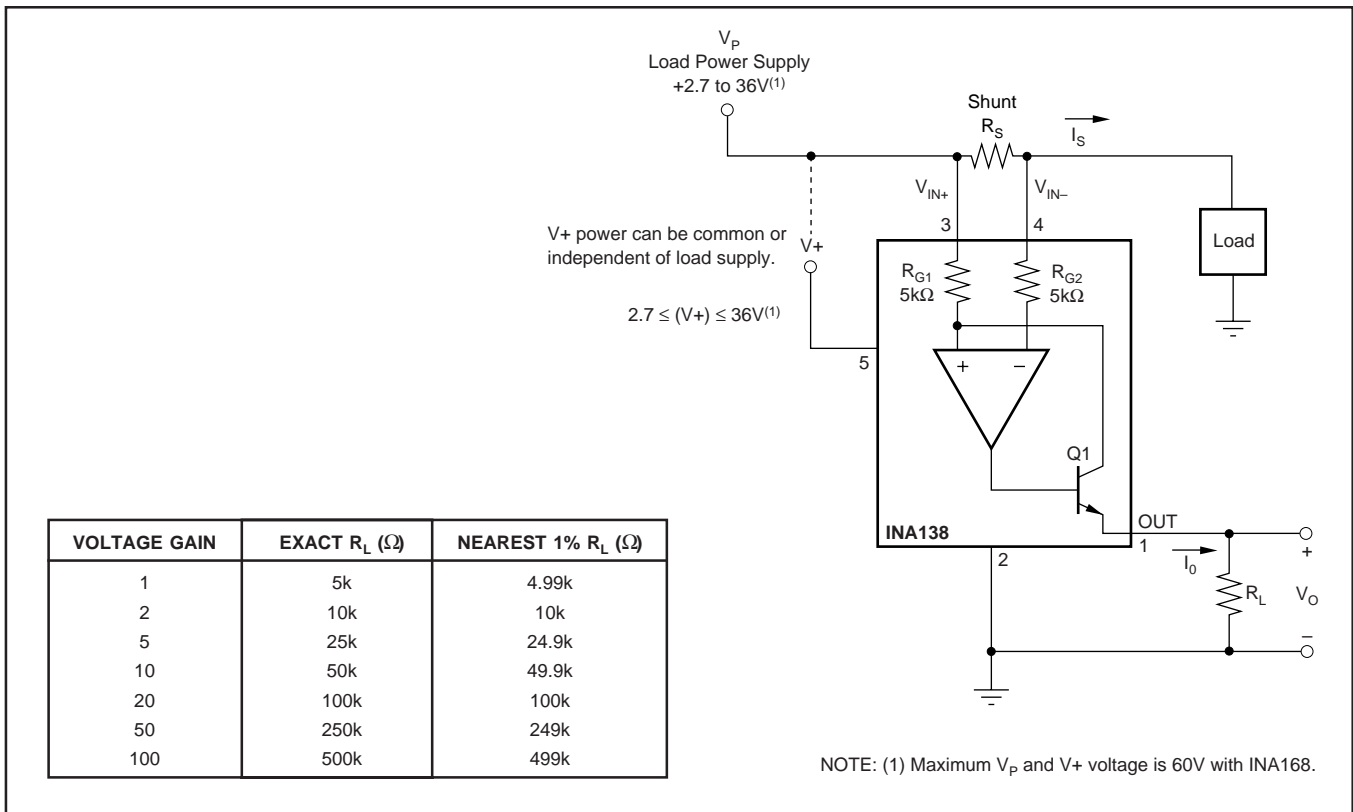 V_P
Load Power Supply
+2.7 to 36V(1)
Shunt
R_S
I_S
V_IN+
V_IN–
3
4
V+ power can be common or
independent of load supply.
V+
Load
R_G1
5kΩ
R_G2
5kΩ
2.7 ≤ (V+) ≤ 36V(1)
5
+
–
Q1
OUT
INA138
1
2
I_0
+
R_L
V_O
–
VOLTAGE GAIN EXACT R_L (Ω) NEAREST 1% R_L (Ω)
1 5k 4.99k
2 10k 10k
5 25k 24.9k
10 50k 49.9k
20 100k 100k
50 250k 249k
100 500k 499k
NOTE: (1) Maximum V_P and V+ voltage is 60V with INA168.